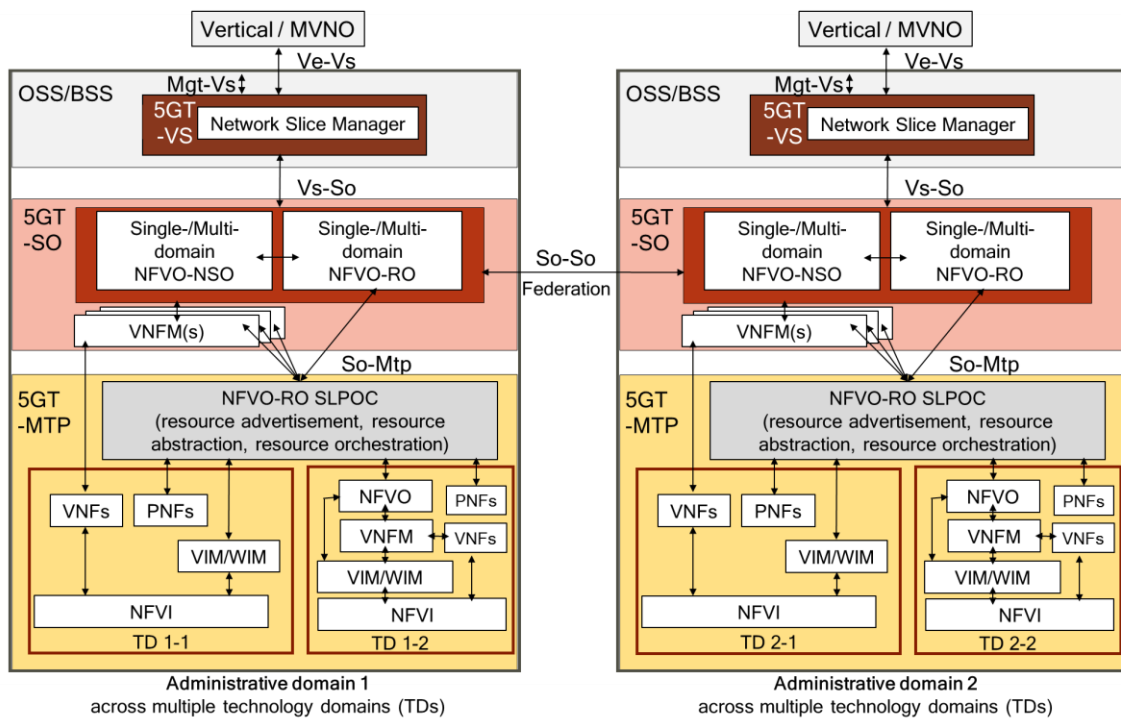 Vertical / MVNO
Ve-Vs
OSS/BSS
Mgt-Vs
5GT
-VS
Network Slice Manager
Vs-So
5GT
-SO
Single-/Multi-
domain
NFVO-NSO
Single-/Multi-
domain
NFVO-RO
VNFM(s)
So-Mtp
5GT
-MTP
NFVO-RO SLPOC
(resource advertisement, resource
abstraction, resource orchestration)
VNFs
PNFs
VIM/WIM
NFVI
TD 1-1
NFVO
PNFs
VNFM
VNFs
VIM/WIM
NFVI
TD 1-2
Administrative domain 1
across multiple technology domains (TDs)
So-So
Federation
Vertical / MVNO
Ve-Vs
OSS/BSS
Mgt-Vs
5GT
-VS
Network Slice Manager
Vs-So
5GT
-SO
Single-/Multi-
domain
NFVO-NSO
Single-/Multi-
domain
NFVO-RO
VNFM(s)
So-Mtp
5GT
-MTP
NFVO-RO SLPOC
(resource advertisement, resource
abstraction, resource orchestration)
VNFs
PNFs
VIM/WIM
NFVI
TD 2-1
NFVO
PNFs
VNFM
VNFs
VIM/WIM
NFVI
TD 2-2
Administrative domain 2
across multiple technology domains (TDs)